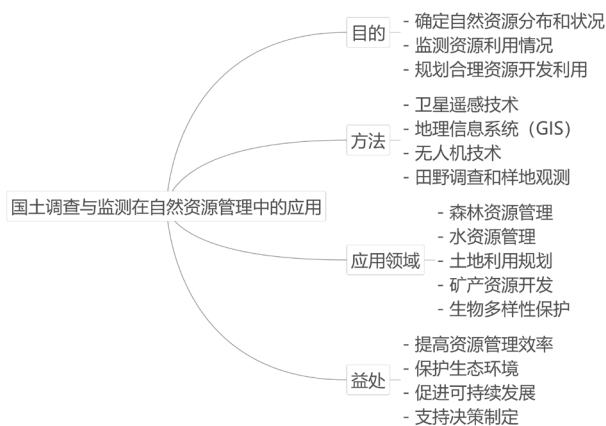 国土调查与监测在自然资源管理中的应用
目的
- 确定自然资源分布和状况
- 监测资源利用情况
- 规划合理资源开发利用
方法
- 卫星遥感技术
- 地理信息系统（GIS）
- 无人机技术
- 田野调查和样地观测
应用领域
- 森林资源管理
- 水资源管理
- 土地利用规划
- 矿产资源开发
- 生物多样性保护
益处
- 提高资源管理效率
- 保护生态环境
- 促进可持续发展
- 支持决策制定